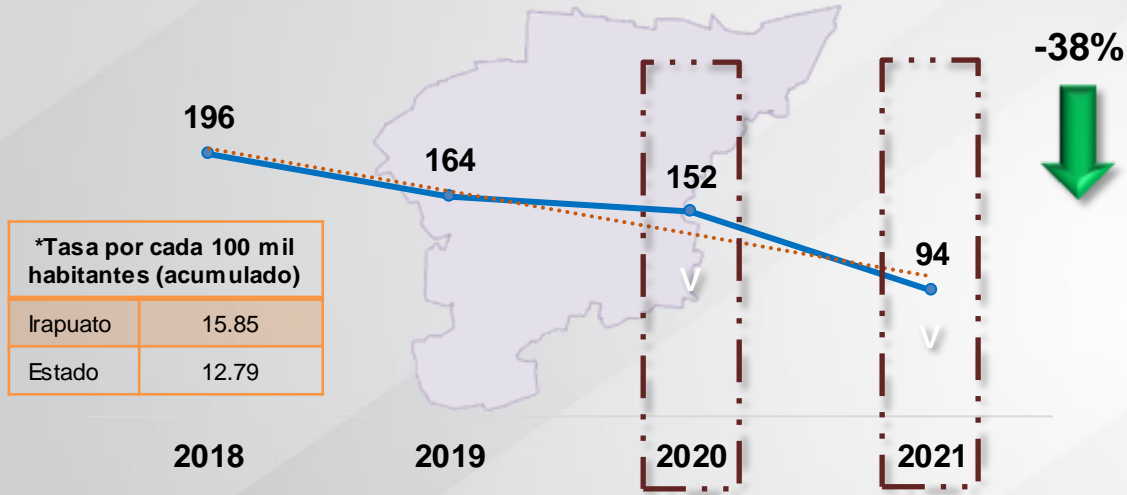 -38%
196
164
152
94
V
V
*Tasa por cada 100 mil
habitantes (acumulado)
Irapuato 15.85
Estado 12.79
2018 2019 2020 2021